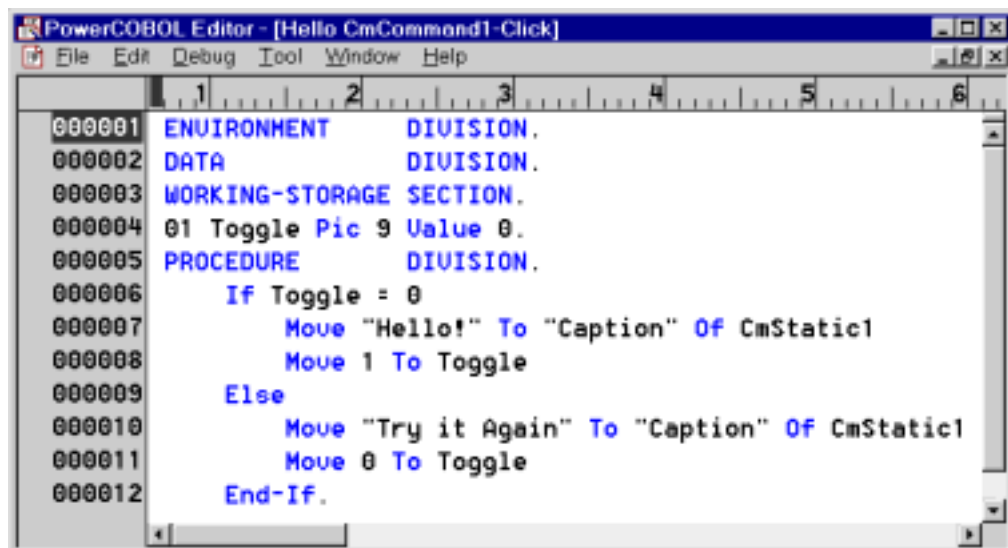 PowerCOBOL Editor - [Hello CmCommand1-Click]
File Edit Debug Tool Window Help
1 2 3 4 5 6
000001 ENVIRONMENT DIVISION.
000002 DATA DIVISION.
000003 WORKING-STORAGE SECTION.
000004 01 Toggle Pic 9 Value 0.
000005 PROCEDURE DIVISION.
000006 If Toggle = 0
000007 Move "Hello!" To "Caption" Of CmStatic1
000008 Move 1 To Toggle
000009 Else
000010 Move "Try it Again" To "Caption" Of CmStatic1
000011 Move 0 To Toggle
000012 End-If.